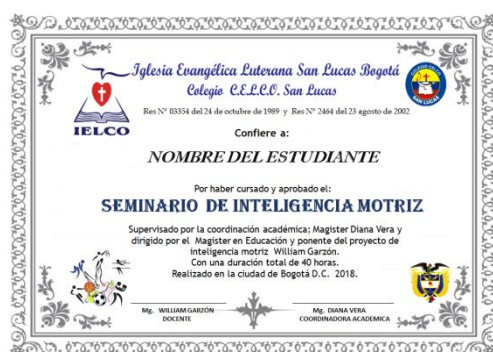 Iglesia Evangélica Luterana San Lucas Bogotá
Colegio C.E.L.C.O. San Lucas
Res N° 03354 del 24 de octubre de 1989 y Res N° 2464 del 23 agosto de 2002
IELCO
SAN LUCAS
Confiere a:
NOMBRE DEL ESTUDIANTE
Por haber cursado y aprobado el:
SEMINARIO DE INTELIGENCIA MOTRIZ
Supervisado por la coordinación académica; Magister Diana Vera y
dirigido por el Magister en Educación y ponente del proyecto de
inteligencia motriz William Garzón.
Con una duración total de 40 horas.
Realizado en la ciudad de Bogotá D.C. 2018.
Mg. WILLIAM GARZÓN
DOCENTE
Mg. DIANA VERA
COORDINADORA ACADEMICA